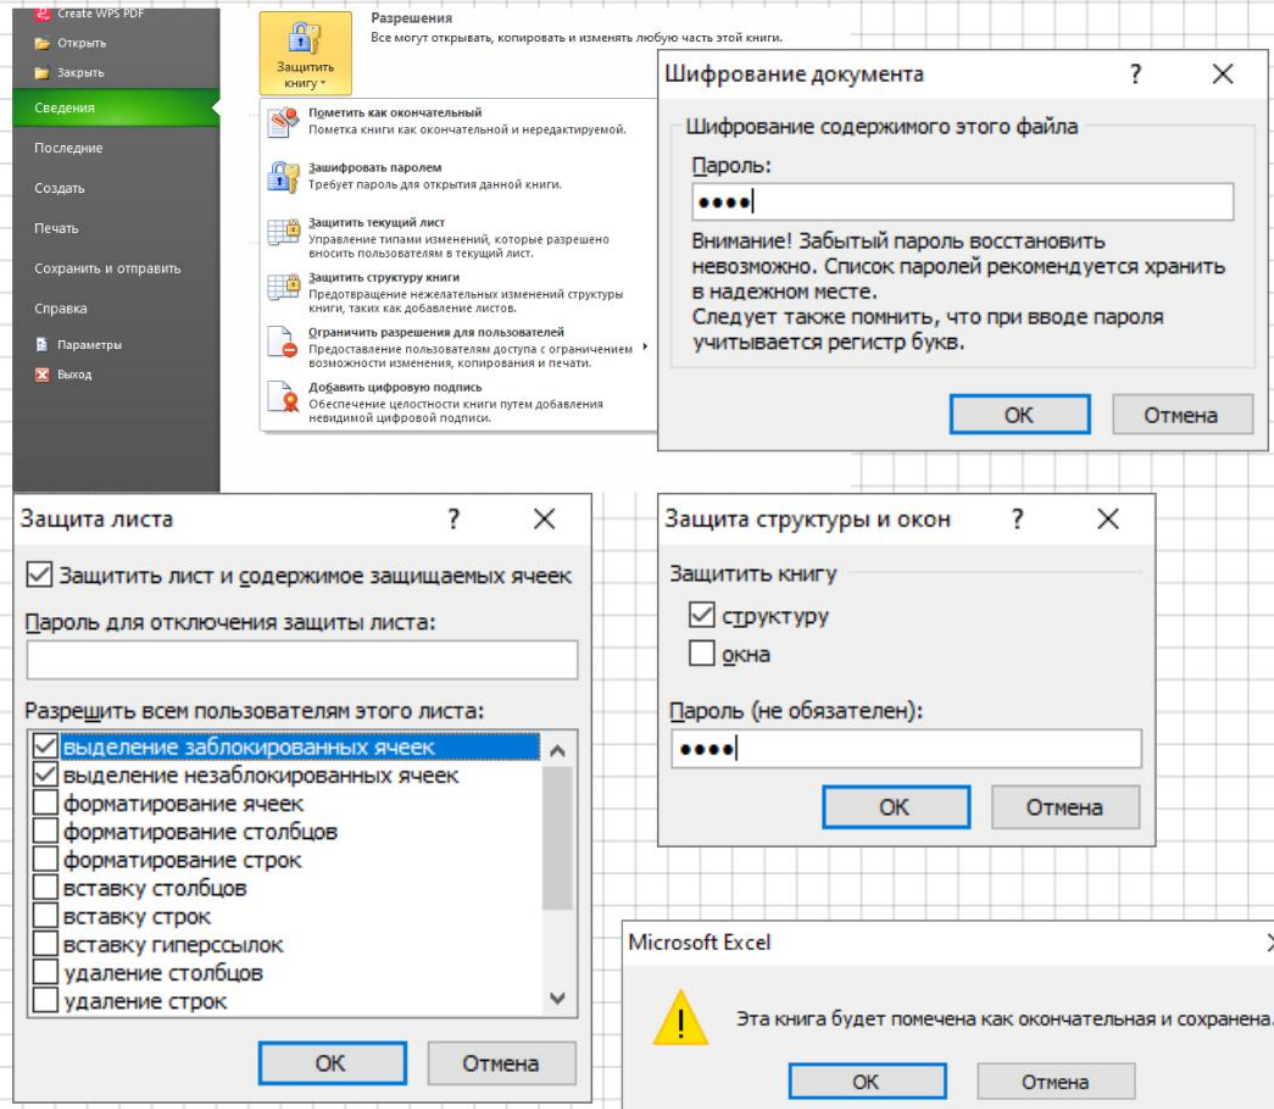 Create WPS PDF
Открыть
Закрыть
Сведения
Последние
Создать
Печать
Сохранить и отправить
Справка
Параметры
Выход
Защитить
книгу
Разрешения
Все могут открывать, копировать и изменять любую часть этой книги.
Пометить как окончательный
Пометка книги как окончательной и нередактируемой.
Зашифровать паролем
Требует пароль для открытия данной книги.
Защитить текущий лист
Управление типами изменений, которые разрешено
вносить пользователям в текущий лист.
Защитить структуру книги
Предотвращение нежелательных изменений структуры
книги, таких как добавление листов.
Ограничить разрешения для пользователей
Предоставление пользователям доступа с ограничением
возможности изменения, копирования и печати.
Добавить цифровую подпись
Обеспечение целостности книги путем добавления
невидимой цифровой подписи.
Шифрование документа
Шифрование содержимого этого файла
Пароль:
••••
Внимание! Забытый пароль восстановить
невозможно. Список паролей рекомендуется хранить
в надежном месте.
Следует также помнить, что при вводе пароля
учитывается регистр букв.
ОК Отмена
Защита листа
Защитить лист и содержимое защищаемых ячеек
Пароль для отключения защиты листа:
Разрешить всем пользователям этого листа:
выделение заблокированных ячеек
выделение незаблокированных ячеек
форматирование ячеек
форматирование столбцов
форматирование строк
вставку столбцов
вставку строк
вставку гиперссылок
удаление столбцов
удаление строк
ОК Отмена
Защита структуры и окон
Защитить книгу
структуру
окна
Пароль (не обязателен):
••••
ОК Отмена
Microsoft Excel
Эта книга будет помечена как окончательная и сохранена.
ОК Отмена